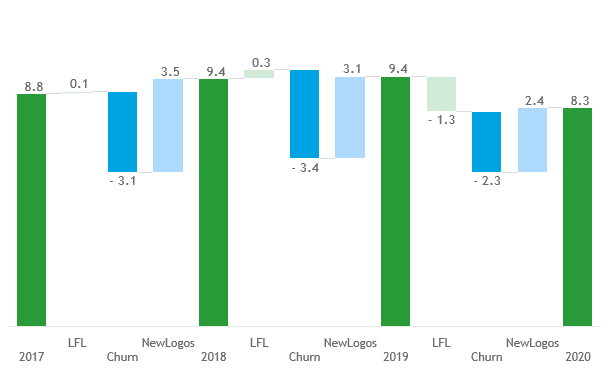 8.8
0.1
- 3.1
3.5
9.4
0.3
- 3.4
3.1
9.4
- 1.3
- 2.3
2.4
8.3
2017
LFL
Churn
NewLogos
2018
LFL
Churn
NewLogos
2019
LFL
Churn
NewLogos
2020